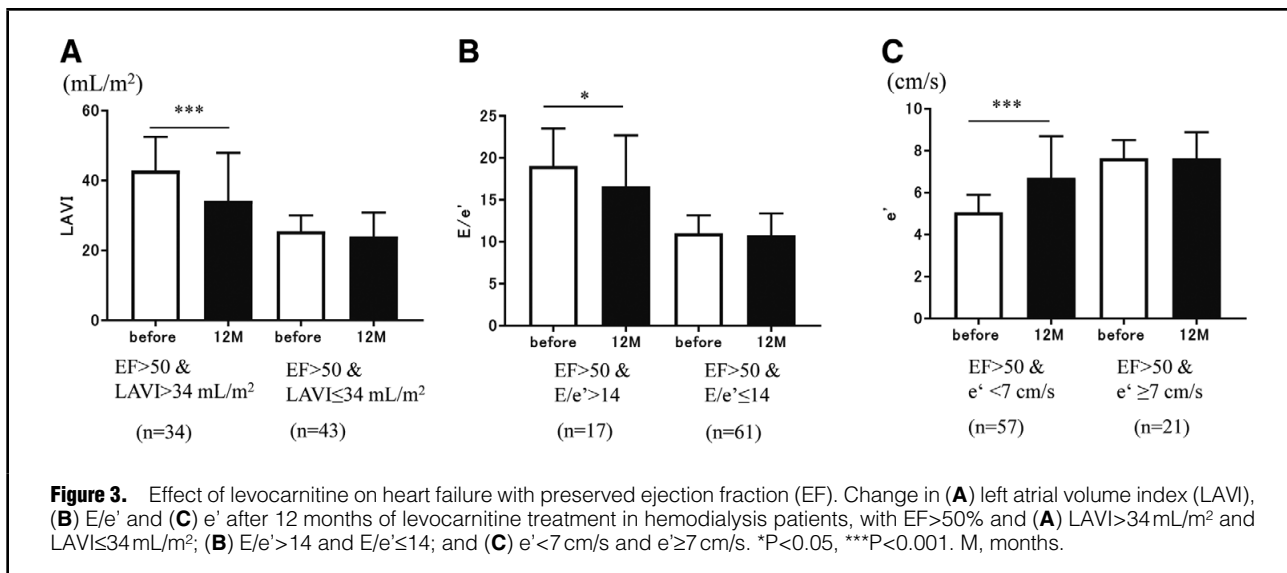 A
(mL/m²)
LAVI
60
40
20
0
***
before 12M before 12M
EF>50 &
LAVI>34 mL/m²
(n=34)
EF>50 &
LAVI≤34 mL/m²
(n=43)
B
E/e'
25
20
15
10
5
0
*
before 12M before 12M
EF>50 &
E/e'>14
(n=17)
EF>50 &
E/e'≤14
(n=61)
C
(cm/s)
e'
10
8
6
4
2
0
***
before 12M before 12M
EF>50 &
e‘ <7 cm/s
(n=57)
EF>50 &
e‘ ≥7 cm/s
(n=21)
Figure 3. Effect of levocarnitine on heart failure with preserved ejection fraction (EF). Change in (A) left atrial volume index (LAVI),
(B) E/e' and (C) e' after 12 months of levocarnitine treatment in hemodialysis patients, with EF>50% and (A) LAVI>34 mL/m² and
LAVI≤34 mL/m²; (B) E/e'>14 and E/e'≤14; and (C) e'<7 cm/s and e'≥7 cm/s. *P<0.05, ***P<0.001. M, months.